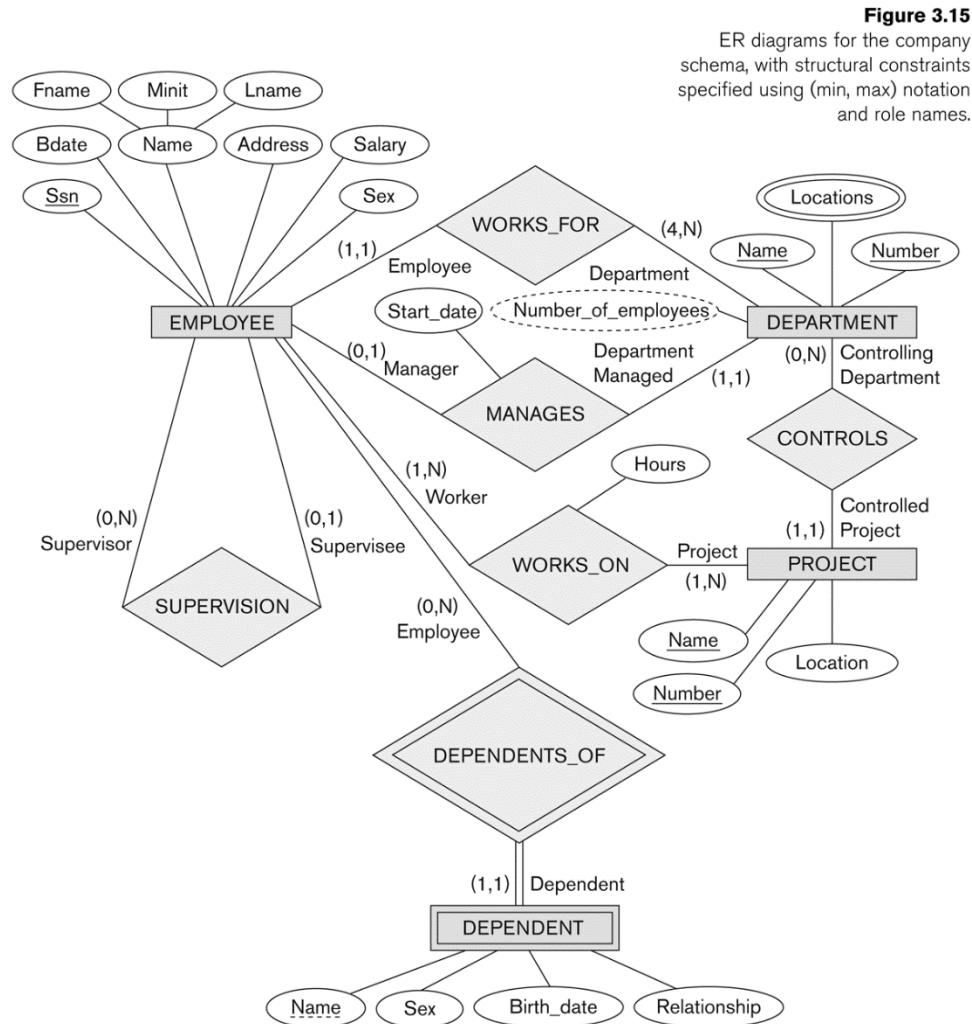 Figure 3.15
ER diagrams for the company
schema, with structural constraints
specified using (min, max) notation
and role names.
Fname
Minit
Lname
Bdate
Name
Address
Salary
Ssn
Sex
WORKS_FOR
(1,1)
Employee
(4,N)
Department
Locations
Name
Number
EMPLOYEE
Start_date
Number_of_employees
DEPARTMENT
(0,1)
Manager
Department
Managed
(1,1)
(0,N)
Controlling
Department
MANAGES
CONTROLS
(1,N)
Worker
Hours
(0,N)
Supervisor
(0,1)
Supervisee
Controlled
Project
(1,1)
WORKS_ON
Project
(1,N)
PROJECT
SUPERVISION
(0,N)
Employee
Name
Location
Number
DEPENDENTS_OF
(1,1)
Dependent
DEPENDENT
Name
Sex
Birth_date
Relationship